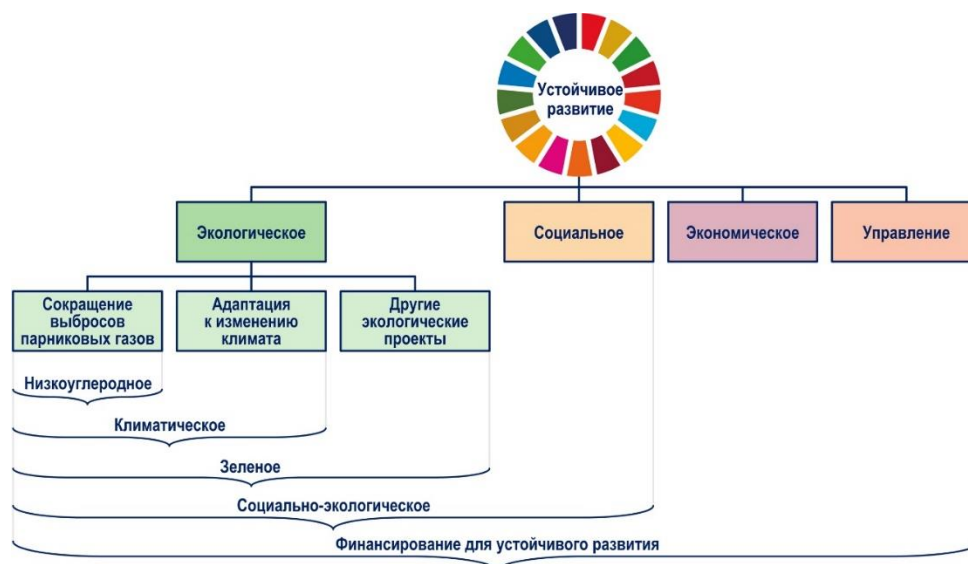 Устойчивое
развитие
Экологическое
Социальное
Экономическое
Управление
Сокращение
выбросов
парниковых газов
Адаптация
к изменению
климата
Другие
экологические
проекты
Низкоуглеродное
Климатическое
Зеленое
Социально-экологическое
Финансирование для устойчивого развития